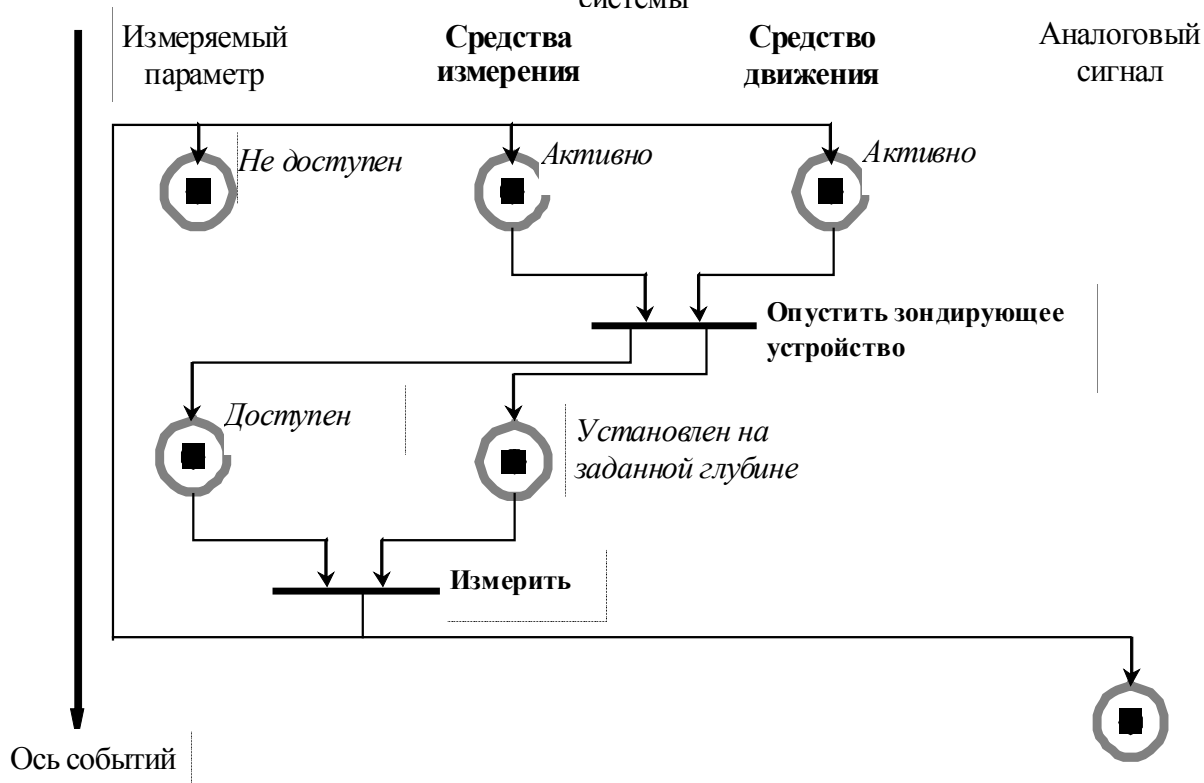 системы
Измеряемый
параметр
Средства
измерения
Средство
движения
Аналоговый
сигнал
Не доступен
Активно
Активно
Опустить зондирующее
устройство
Доступен
Установлен на
заданной глубине
Измерить
Ось событий